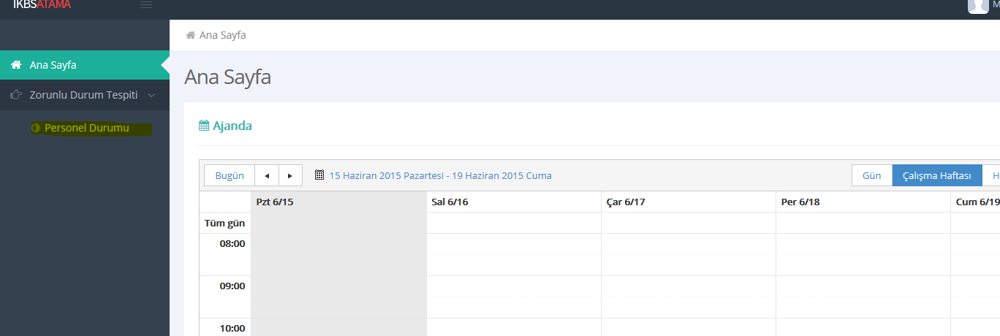 IKBSATAMA
Ana Sayfa
Ana Sayfa
Zorunlu Durum Tespiti
Personel Durumu
Ana Sayfa
Ajanda
Bugün
15 Haziran 2015 Pazartesi - 19 Haziran 2015 Cuma
Gün Çalışma Haftası
Pzt 6/15 Sal 6/16 Çar 6/17 Per 6/18 Cum 6/19
Tüm gün
08:00
09:00
10:00